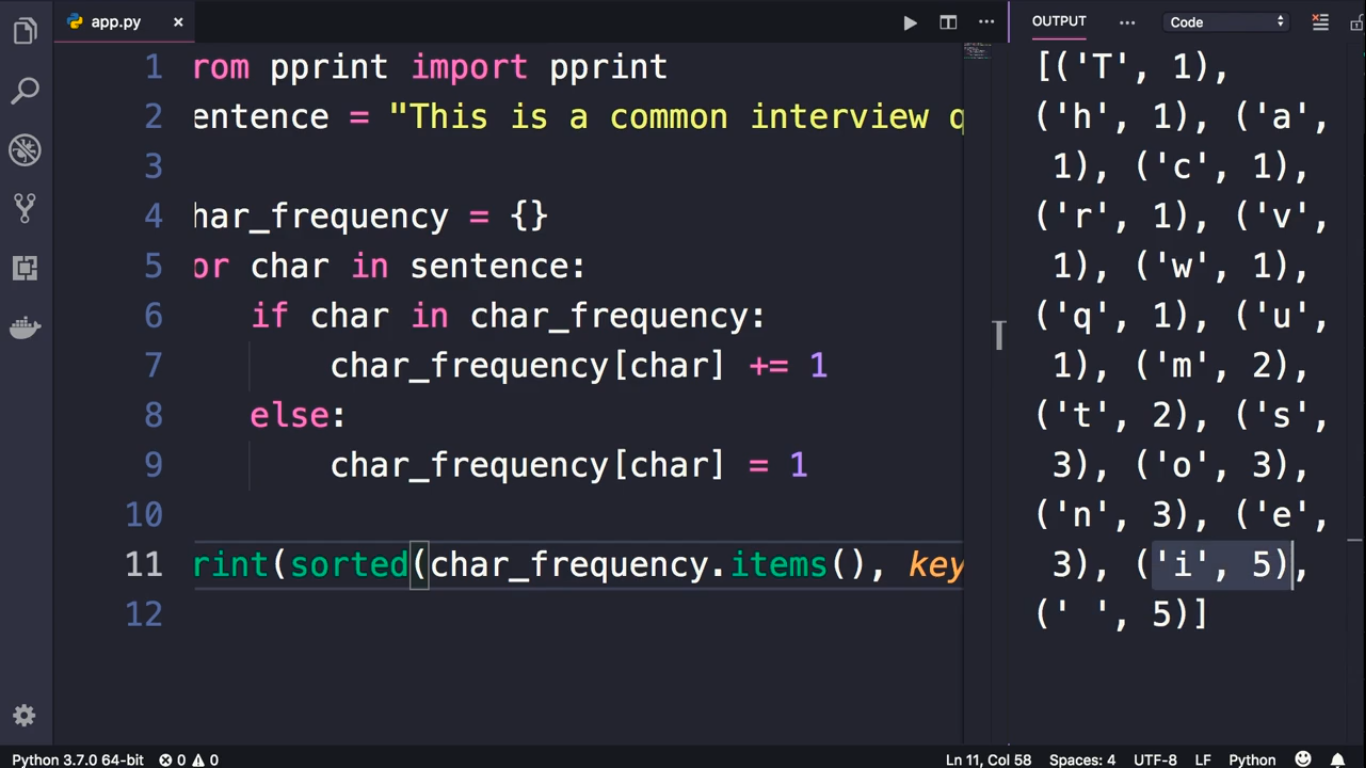 app.py
1 rom pprint import pprint
2 entence = "This is a common interview q
3
4 har_frequency = {}
5 or char in sentence:
6 if char in char_frequency:
7 char_frequency[char] += 1
8 else:
9 char_frequency[char] = 1
10
11 rint(sorted(char_frequency.items(), key
12
OUTPUT
Code
[('T', 1),
('h', 1), ('a',
1), ('c', 1),
('r', 1), ('v',
1), ('w', 1),
('q', 1), ('u',
1), ('m', 2),
('t', 2), ('s',
3), ('o', 3),
('n', 3), ('e',
3), ('i', 5),
(' ', 5)]
Python 3.7.0 64-bit 0 0 Ln 11, Col 58 Spaces: 4 UTF-8 LF Python